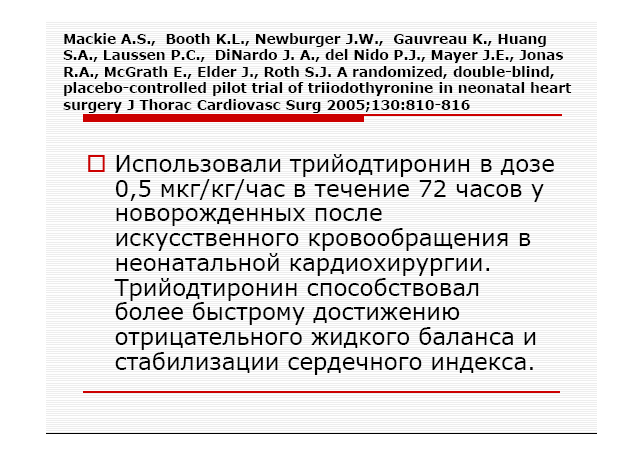 Mackie A.S., Booth K.L., Newburger J.W., Gauvreau K., Huang
S.A., Laussen P.C., DiNardo J. A., del Nido P.J., Mayer J.E., Jonas
R.A., McGrath E., Elder J., Roth S.J. A randomized, double-blind,
placebo-controlled pilot trial of triiodothyronine in neonatal heart
surgery J Thorac Cardiovasc Surg 2005;130:810-816
Использовали трийодтиронин в дозе
0,5 мкг/кг/час в течение 72 часов у
новорожденных после
искусственного кровообращения в
неонатальной кардиохирургии.
Трийодтиронин способствовал
более быстрому достижению
отрицательного жидкого баланса и
стабилизации сердечного индекса.